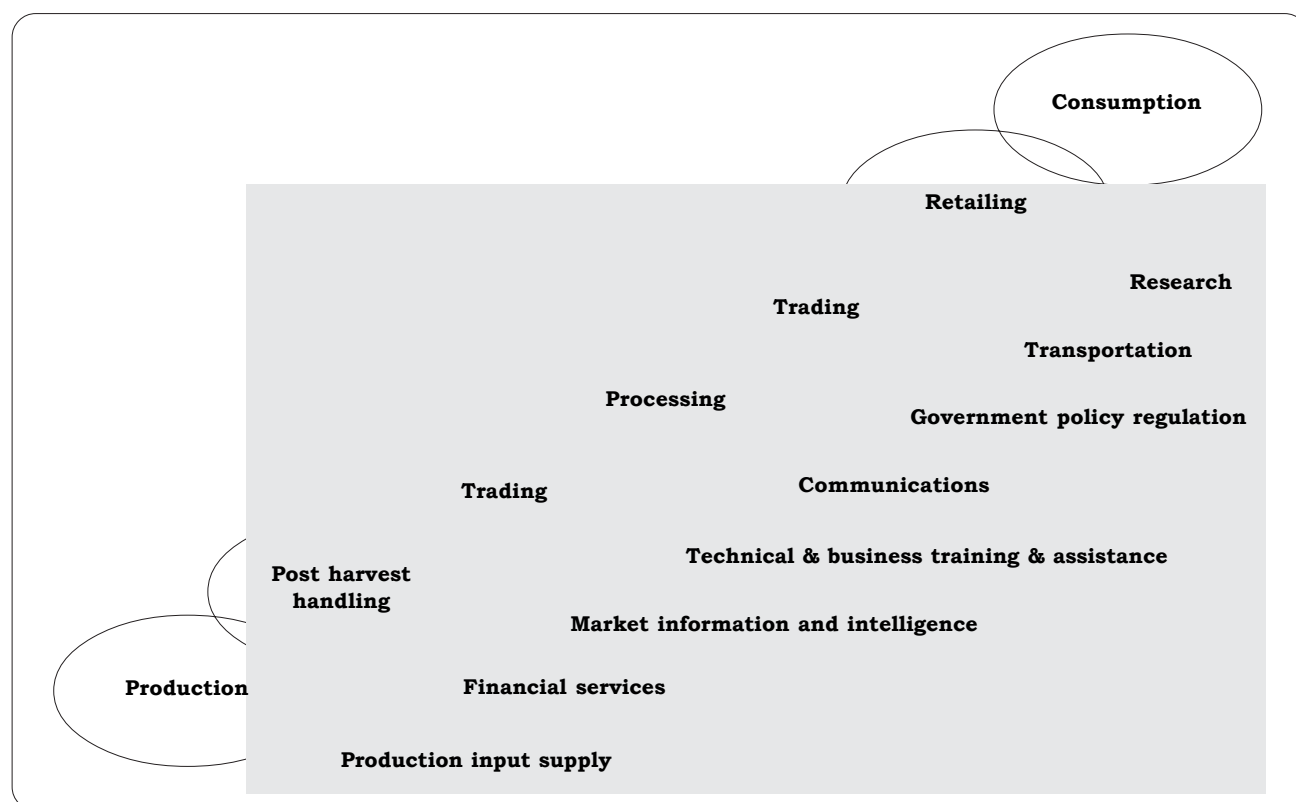 Consumption
Retailing
Research
Trading
Transportation
Processing
Government policy regulation
Communications
Trading
Technical & business training & assistance
Post harvest
handling
Market information and intelligence
Production
Financial services
Production input supply